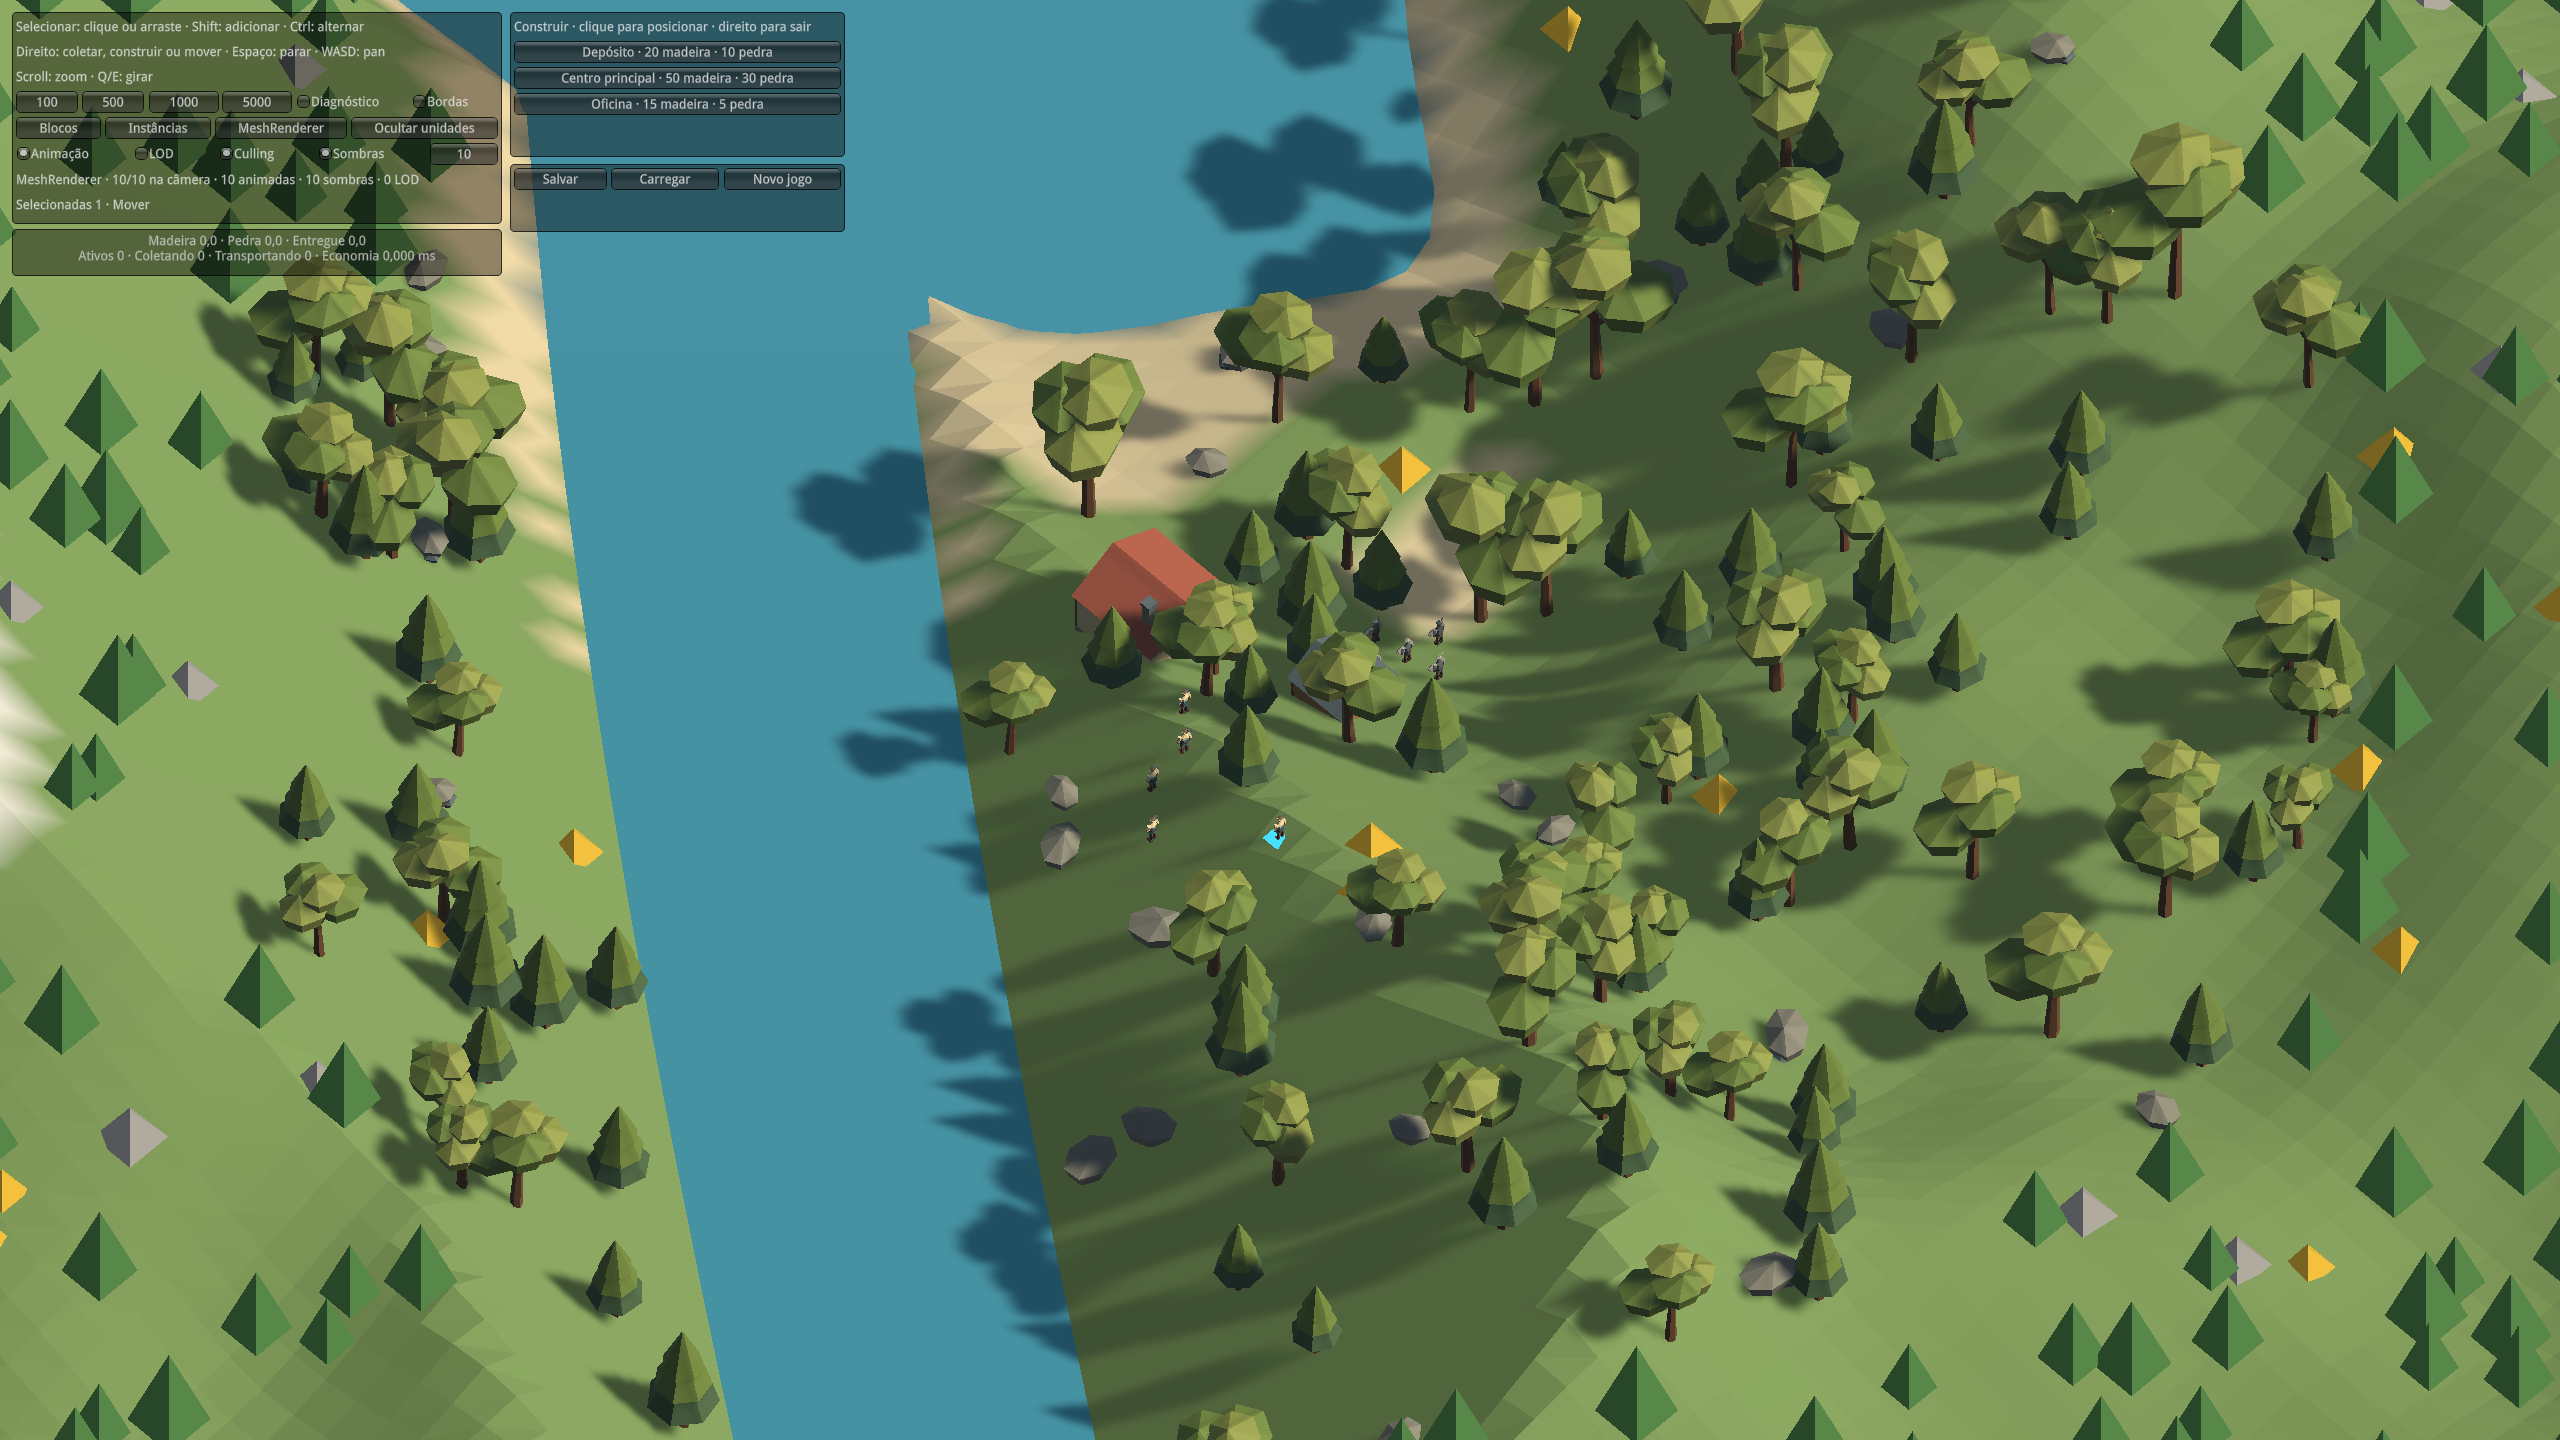 Selecionar: clique ou arraste · Shift: adicionar · Ctrl: alternar
Direito: coletar, construir ou mover · Espaço: parar · WASD: pan
Scroll: zoom · Q/E: girar
100 500 1000 5000 Diagnóstico Bordas
Blocos Instâncias MeshRenderer Ocultar unidades
Animação LOD Culling Sombras 10
MeshRenderer · 10/10 na câmera · 10 animadas · 10 sombras · 0 LOD
Selecionadas 1 · Mover
Madeira 0,0 · Pedra 0,0 · Entregue 0,0
Ativos 0 · Coletando 0 · Transportando 0 · Economia 0,000 ms
Construir · clique para posicionar · direito para sair
Depósito · 20 madeira · 10 pedra
Centro principal · 50 madeira · 30 pedra
Oficina · 15 madeira · 5 pedra
Salvar Carregar Novo jogo